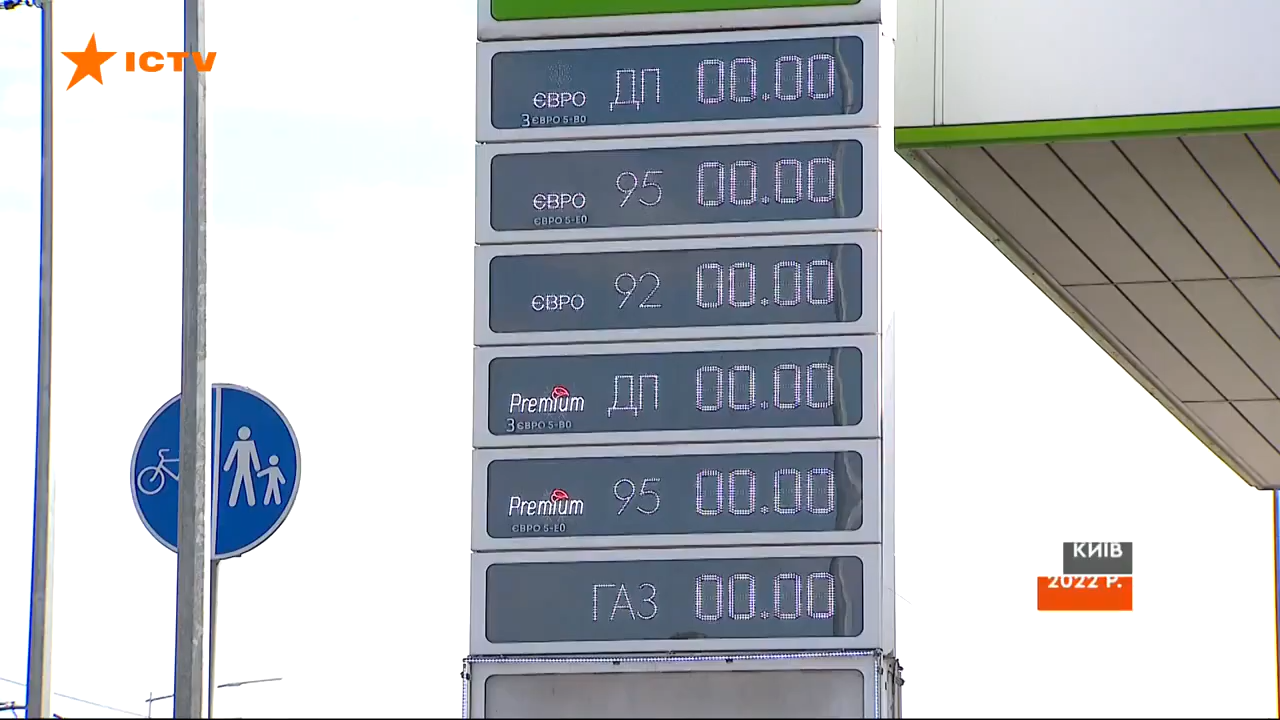 ICTV
ЄВРО ДП 00.00
З ЄВРО 5-В0
ЄВРО 95 00.00
ЄВРО 5-Е0
ЄВРО 92 00.00
Premium ДП 00.00
З ЄВРО 5-В0
Premium 95 00.00
ЄВРО 5-Е0
ГАЗ 00.00
КИЇВ
2022 Р.